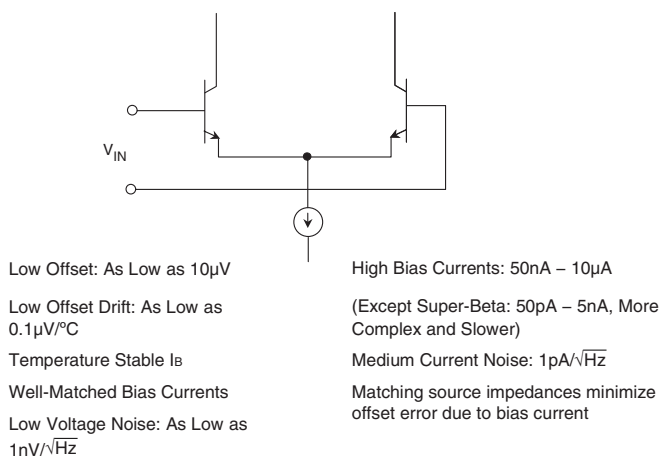 V_IN
Low Offset: As Low as 10µV
Low Offset Drift: As Low as
0.1µV/ºC
Temperature Stable I_B
Well-Matched Bias Currents
Low Voltage Noise: As Low as
1nV/√Hz
High Bias Currents: 50nA – 10µA
(Except Super-Beta: 50pA – 5nA, More
Complex and Slower)
Medium Current Noise: 1pA/√Hz
Matching source impedances minimize
offset error due to bias current